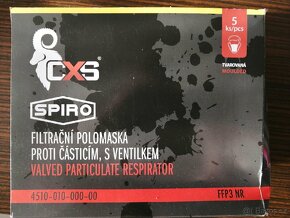 5
ks/pcs
CXS
TVAROVANÁ
MOULDED
SPIRO
FILTRAČNÍ POLOMASKA
PROTI ČÁSTICÍM, S VENTILKEM
VALVED PARTICULATE RESPIRATOR
4510-010-000-00
FFP3 NR